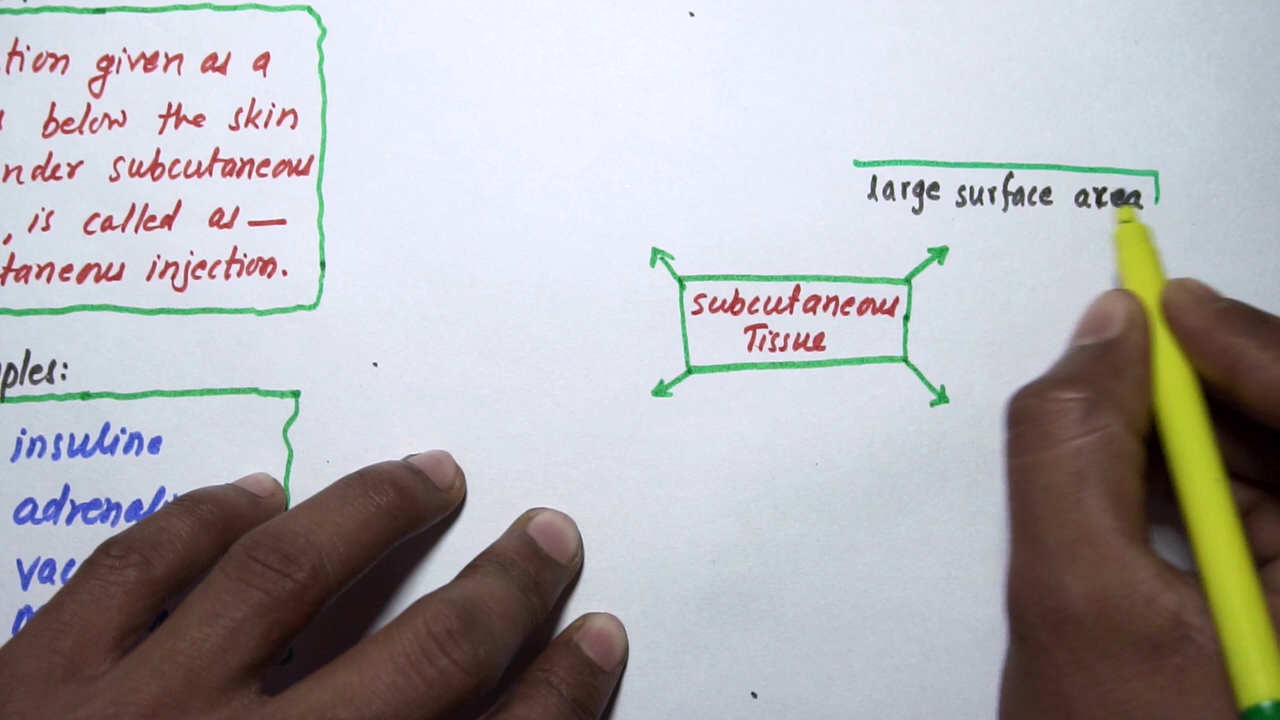 tion given as a
below the skin
nder subcutaneous
, is called as —
taneous injection.
ples:
insuline
vac
large surface area
subcutaneous
Tissue